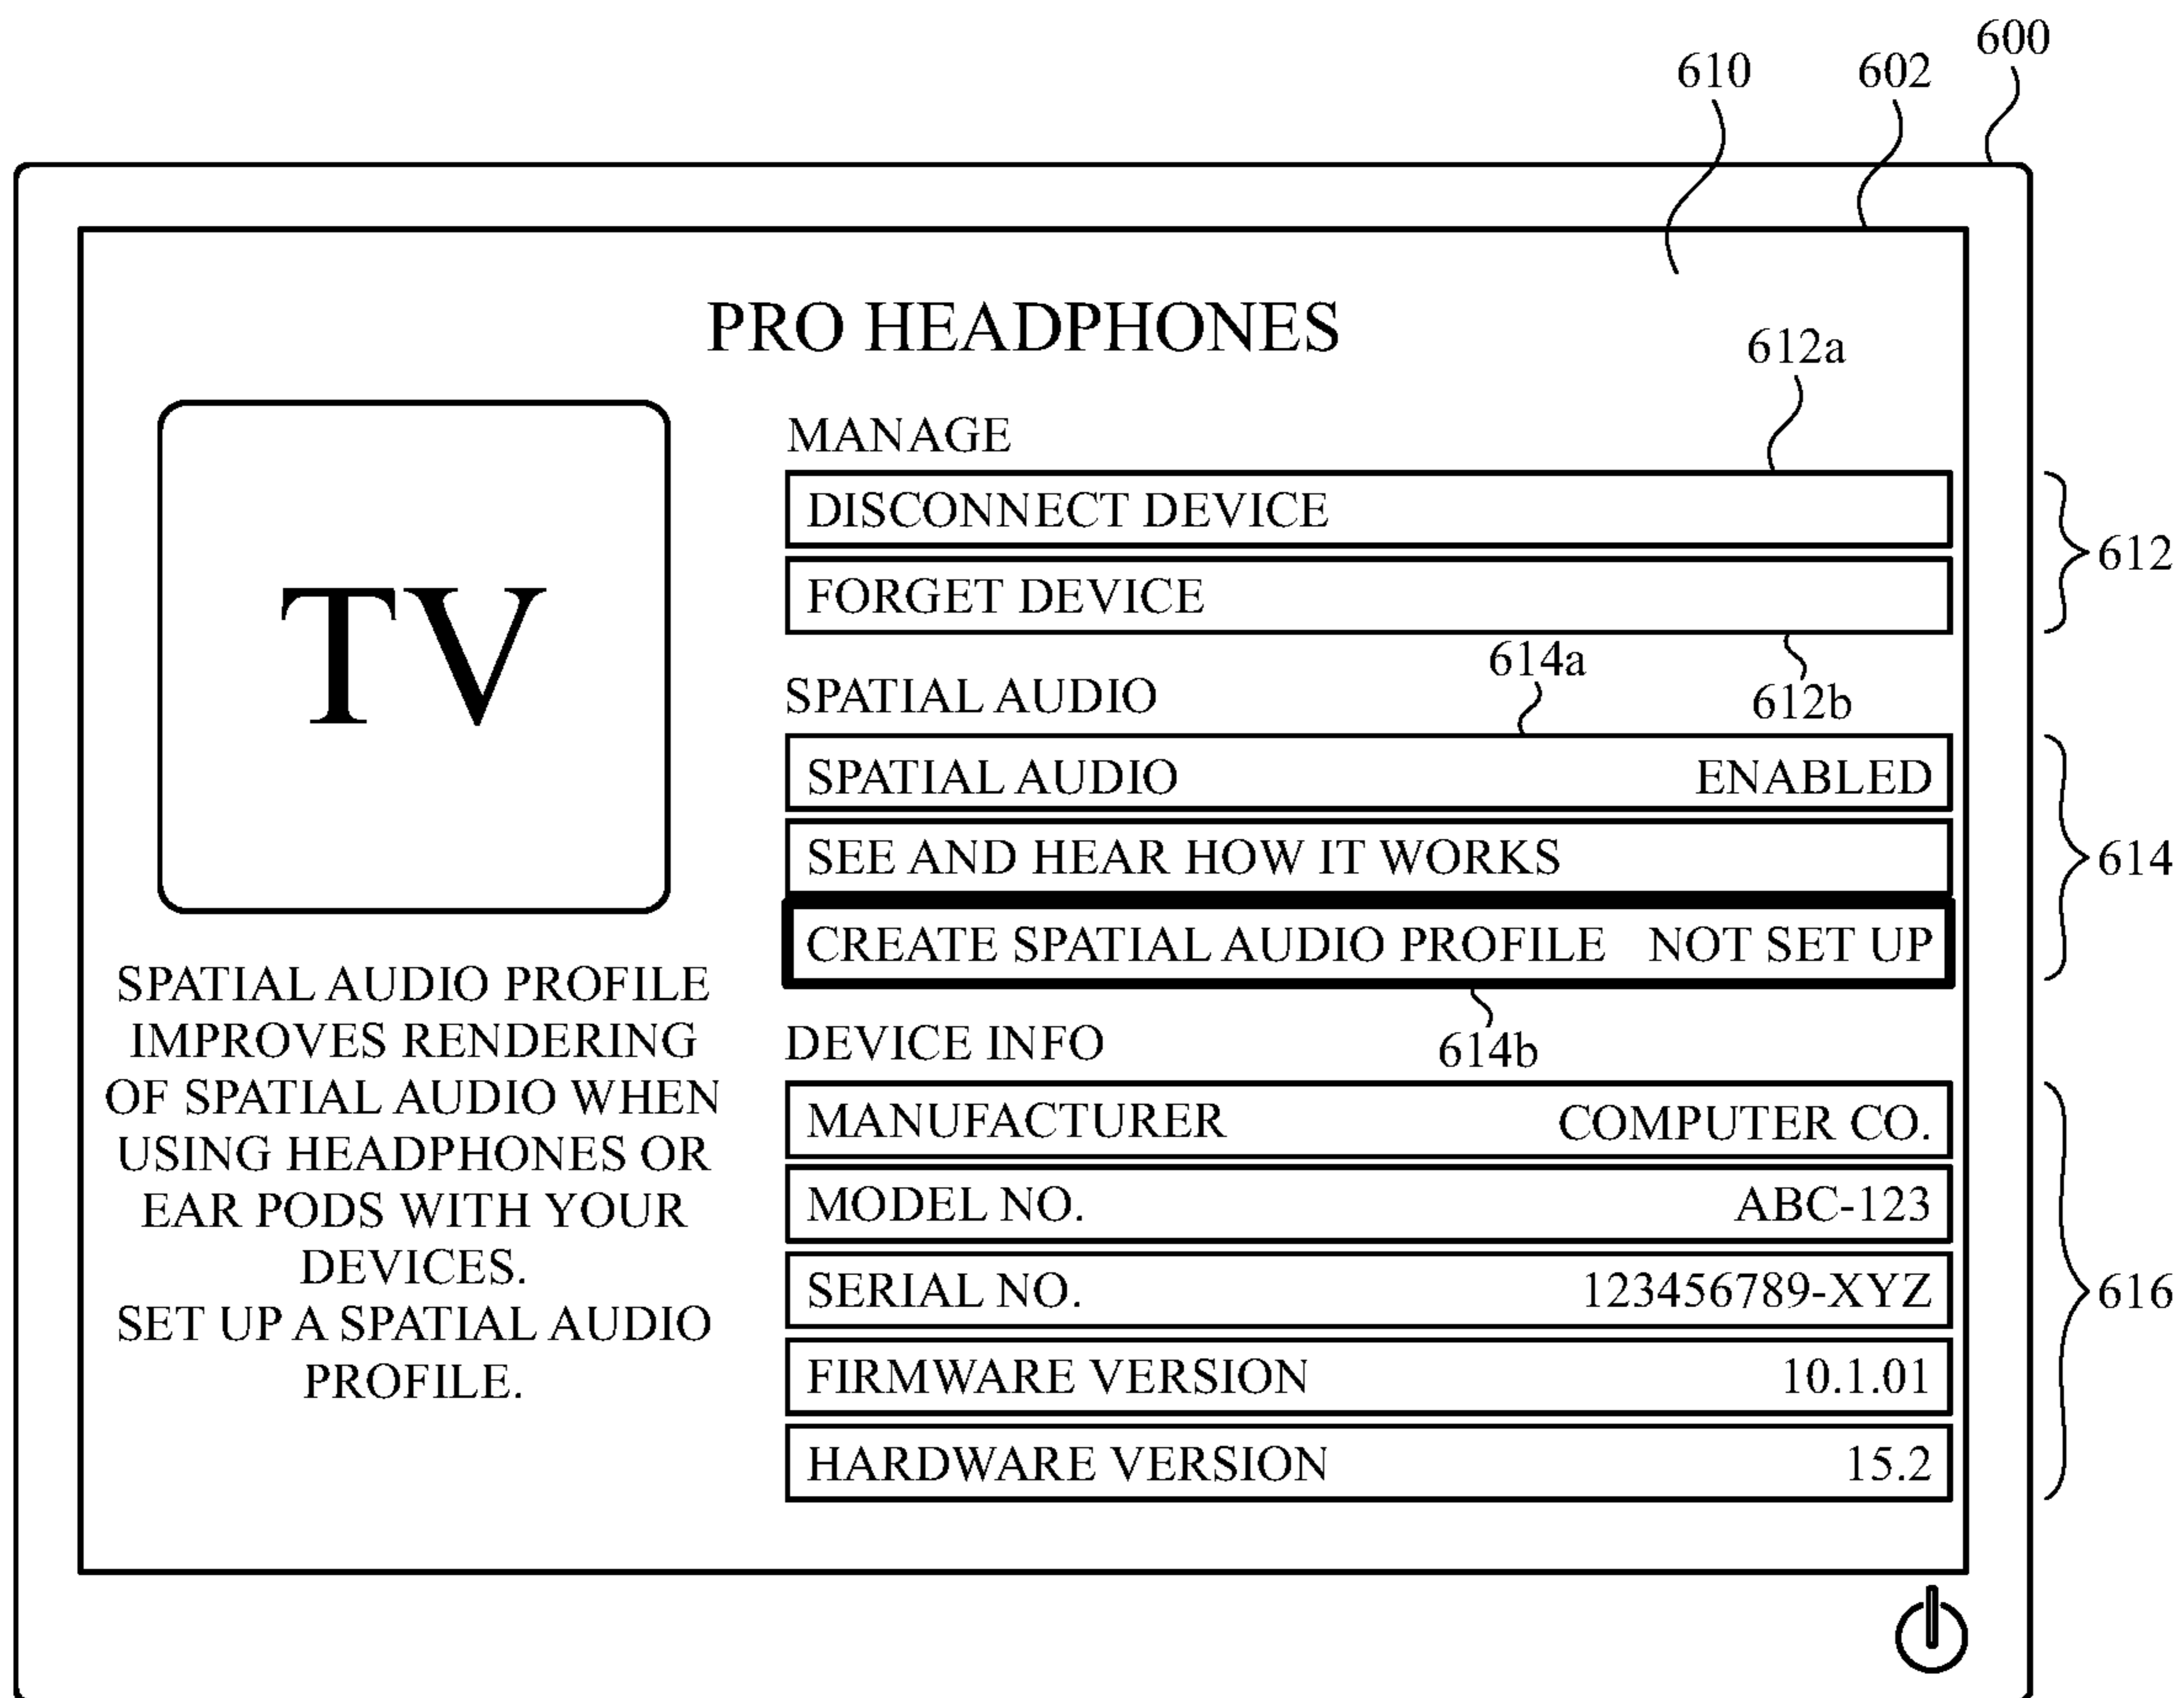 600
610
602
PRO HEADPHONES
612a
MANAGE
DISCONNECT DEVICE
FORGET DEVICE
612
614a
612b
SPATIAL AUDIO
SPATIAL AUDIO ENABLED
SEE AND HEAR HOW IT WORKS
CREATE SPATIAL AUDIO PROFILE NOT SET UP
614
614b
DEVICE INFO
MANUFACTURER COMPUTER CO.
MODEL NO. ABC-123
SERIAL NO. 123456789-XYZ
FIRMWARE VERSION 10.1.01
HARDWARE VERSION 15.2
616
TV
SPATIAL AUDIO PROFILE
IMPROVES RENDERING
OF SPATIAL AUDIO WHEN
USING HEADPHONES OR
EAR PODS WITH YOUR
DEVICES.
SET UP A SPATIAL AUDIO
PROFILE.